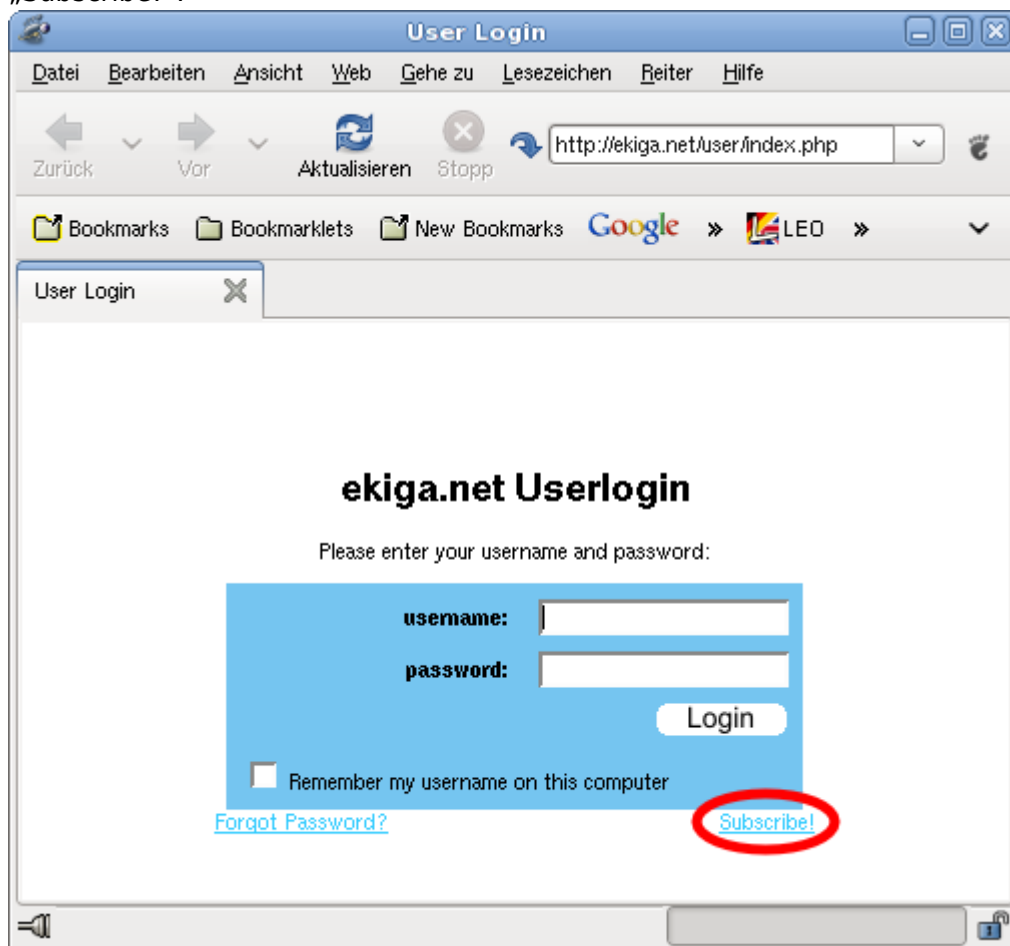 „Subscribe!“.
User Login
Datei Bearbeiten Ansicht Web Gehe zu Lesezeichen Reiter Hilfe
Zurück Vor Aktualisieren Stopp http://ekiga.net/user/index.php
Bookmarks Bookmarklets New Bookmarks Google » LEO »
User Login
ekiga.net Userlogin
Please enter your username and password:
username:
password:
Login
Remember my username on this computer
Forgot Password? Subscribe!